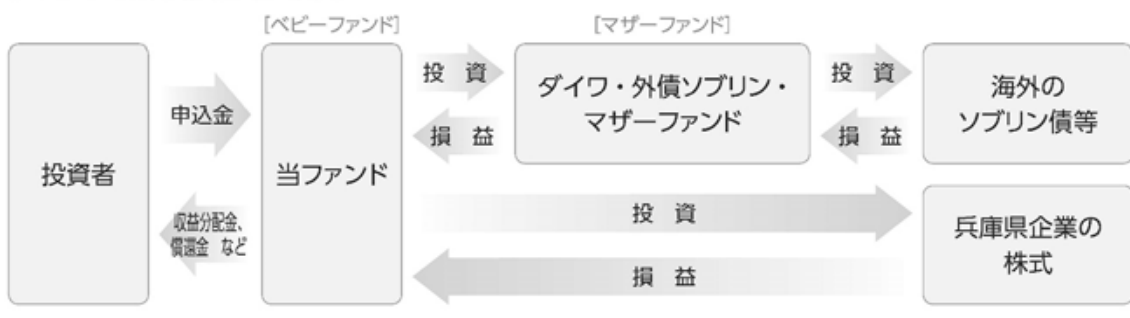 [ベビーファンド]
[マザーファンド]
投資者
申込金
収益分配金、
償還金 など
当ファンド
投 資
損 益
ダイワ・外債ソブリン・
マザーファンド
投 資
損 益
海外の
ソブリン債等
投 資
損 益
兵庫県企業の
株式